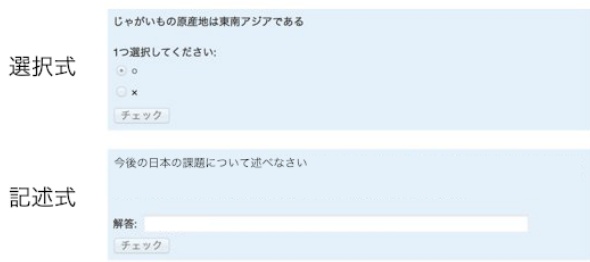 選択式
じゃがいもの原産地は東南アジアである
1つ選択してください:
○
×
チェック
記述式
今後の日本の課題について述べなさい
解答:
チェック